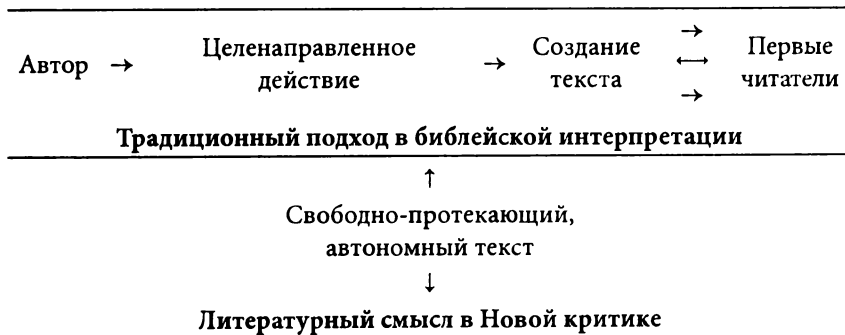 Автор → Целенаправленное действие → Создание текста → ⟷ → Первые читатели
Традиционный подход в библейской интерпретации
↑
Свободно-протекающий,
автономный текст
↓
Литературный смысл в Новой критике